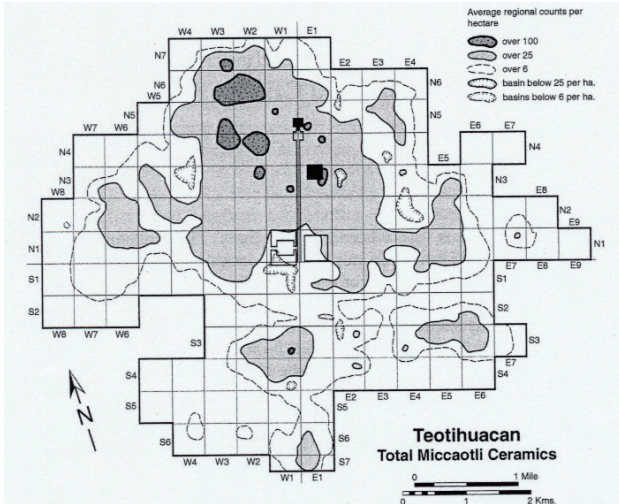 Average regional counts per
hectare
over 100
over 25
over 6
basin below 25 per ha.
basins below 6 per ha.
W4 W3 W2 W1 E1
N7
E2 E3 E4
N6
N6
W5
N5
N5
W7 W6
E6 E7
N4
N4
E5
N3
N3
W8
E8
N2
N2
E9
N1
N1
S1
E7 E8 E9
S1
S2
S2
W8 W7 W6
S3
S3
E7
S4
S4
E2 E3 E4 E5 E6
S5
S5
S6
S6
W4 W3 W2
S7
W1 E1
N
Teotihuacan
Total Miccaotli Ceramics
0 1 Mile
0 1 2 Kms.